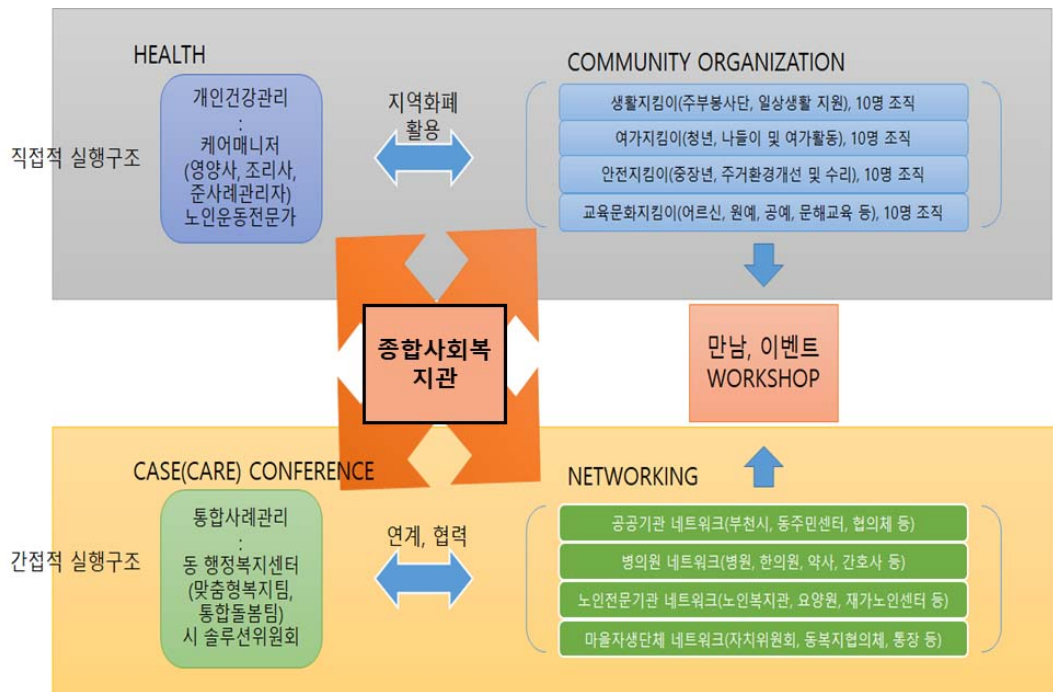 HEALTH
개인건강관리
:
케어매니저
(영양사, 조리사,
준사례관리자)
노인운동전문가
직접적 실행구조
지역화폐
활용
COMMUNITY ORGANIZATION
생활지킴이(주부봉사단, 일상생활 지원), 10명 조직
여가지킴이(청년, 나들이 및 여가활동), 10명 조직
안전지킴이(중장년, 주거환경개선 및 수리), 10명 조직
교육문화지킴이(어르신, 원예, 공예, 문해교육 등), 10명 조직
종합사회복
지관
만남, 이벤트
WORKSHOP
CASE(CARE) CONFERENCE
통합사례관리
:
동 행정복지센터
(맞춤형복지팀,
통합돌봄팀)
시 솔루션위원회
간접적 실행구조
연계, 협력
NETWORKING
공공기관 네트워크(부천시, 동주민센터, 협의체 등)
병의원 네트워크(병원, 한의원, 약사, 간호사 등)
노인전문기관 네트워크(노인복지관, 요양원, 재가노인센터 등)
마을자생단체 네트워크(자치위원회, 동복지협의체, 통장 등)